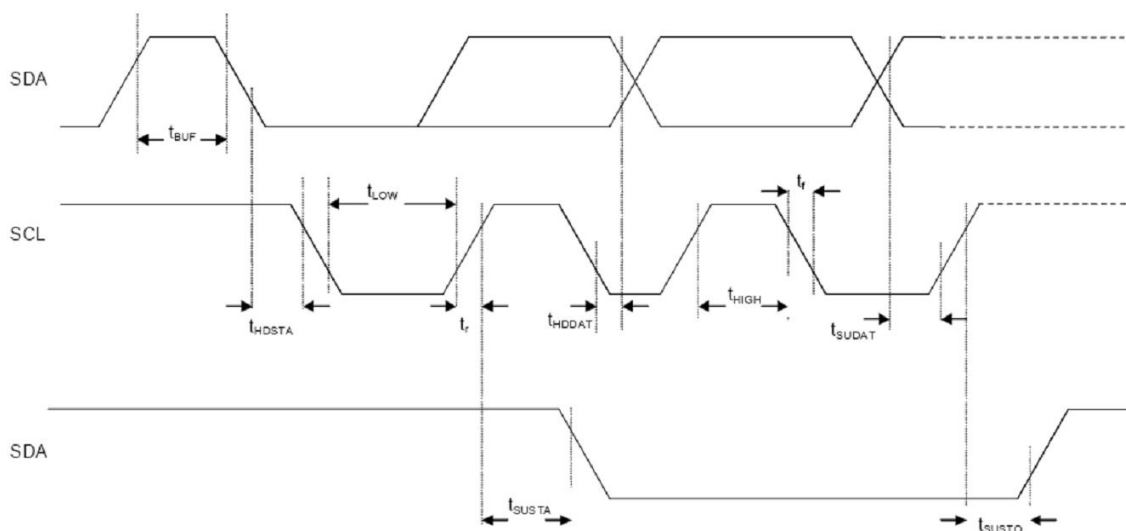 SDA
tBUF
tLOW
tf
SCL
tHDSTA
tr
tHDDAT
tHIGH
tSUDAT
SDA
tSUSTA
tSUSTO